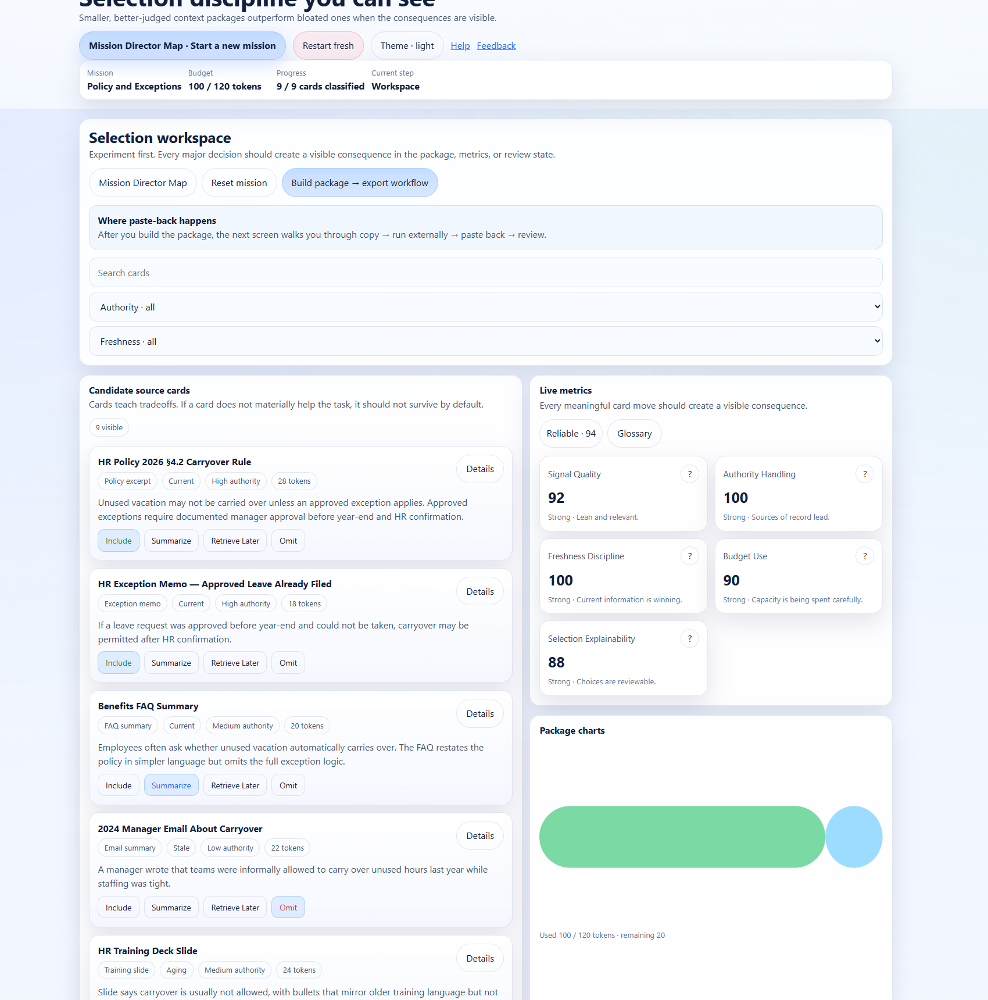 Selection discipline you can see
Smaller, better-judged context packages outperform bloated ones when the consequences are visible.
Mission Director Map · Start a new mission
Restart fresh
Theme · light
Help
Feedback
Mission
Budget
Progress
Current step
Policy and Exceptions
100 / 120 tokens
9 / 9 cards classified
Workspace
Selection workspace
Experiment first. Every major decision should create a visible consequence in the package, metrics, or review state.
Mission Director Map
Reset mission
Build package → export workflow
Where paste-back happens
After you build the package, the next screen walks you through copy → run externally → paste back → review.
Search cards
Authority · all
Freshness · all
Candidate source cards
Cards teach tradeoffs. If a card does not materially help the task, it should not survive by default.
9 visible
HR Policy 2026 §4.2 Carryover Rule
Details
Policy excerpt
Current
High authority
28 tokens
Unused vacation may not be carried over unless an approved exception applies. Approved
exceptions require documented manager approval before year-end and HR confirmation.
Include
Summarize
Retrieve Later
Omit
HR Exception Memo — Approved Leave Already Filed
Details
Exception memo
Current
High authority
18 tokens
If a leave request was approved before year-end and could not be taken, carryover may be
permitted after HR confirmation.
Include
Summarize
Retrieve Later
Omit
Benefits FAQ Summary
Details
FAQ summary
Current
Medium authority
20 tokens
Employees often ask whether unused vacation automatically carries over. The FAQ restates the
policy in simpler language but omits the full exception logic.
Include
Summarize
Retrieve Later
Omit
2024 Manager Email About Carryover
Details
Email summary
Stale
Low authority
22 tokens
A manager wrote that teams were informally allowed to carry over unused hours last year while
staffing was tight.
Include
Summarize
Retrieve Later
Omit
HR Training Deck Slide
Details
Training slide
Aging
Medium authority
24 tokens
Slide says carryover is usually not allowed, with bullets that mirror older training language but not
Live metrics
Every meaningful card move should create a visible consequence.
Reliable · 94
Glossary
Signal Quality
?
92
Strong · Lean and relevant.
Authority Handling
?
100
Strong · Sources of record lead.
Freshness Discipline
?
100
Strong · Current information is winning.
Budget Use
?
90
Strong · Capacity is being spent carefully.
Selection Explainability
?
88
Strong · Choices are reviewable.
Package charts
Used 100 / 120 tokens · remaining 20